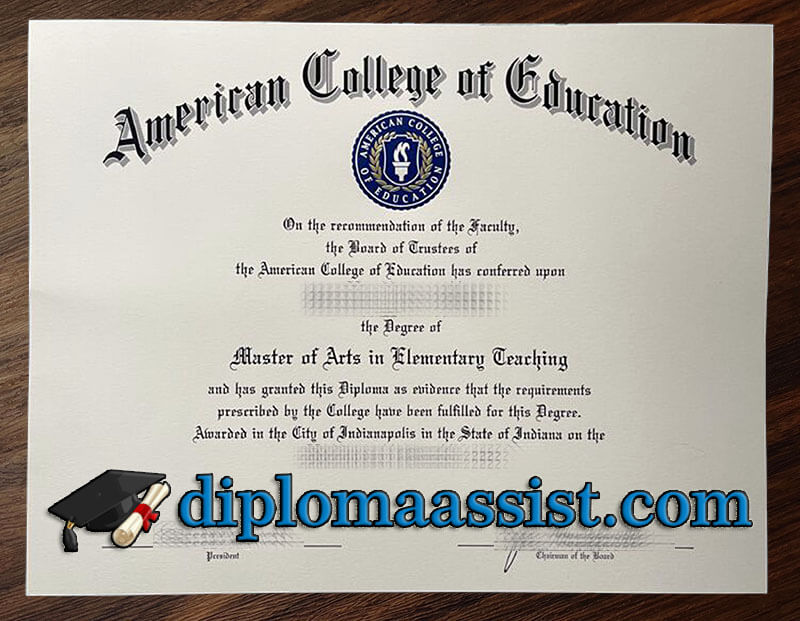 American College of Education
AMERICAN COLLEGE
OF EDUCATION
On the recommendation of the Faculty,
the Board of Trustees of
the American College of Education has conferred upon
the Degree of
Master of Arts in Elementary Teaching
and has granted this Diploma as evidence that the requirements
prescribed by the College have been fulfilled for this Degree.
Awarded in the City of Indianapolis in the State of Indiana on the
diplomaassist.com
President
Chairman of the Board